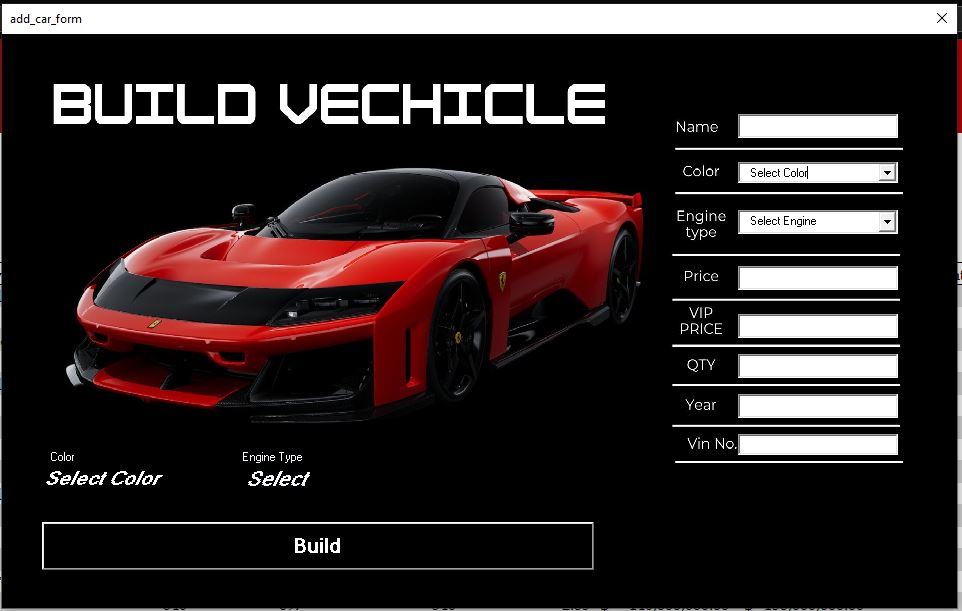 add_car_form
BUILD VECHICLE
Name
Color
Select Color
Engine
type
Select Engine
Price
VIP
PRICE
QTY
Year
Vin No.
Color
Engine Type
Select Color
Select
Build